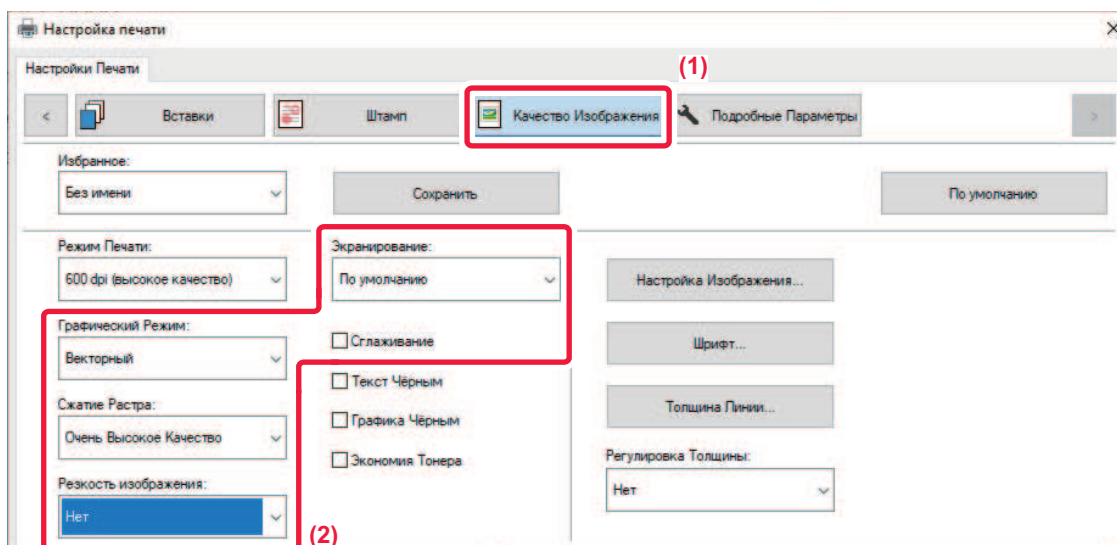 Настройка печати
Настройки Печати
(1)
< Вставки Штамп Качество Изображения Подробные Параметры >
Избранное:
Без имени Сохранить По умолчанию
Режим Печати: Экранирование:
600 dpi (высокое качество) По умолчанию Настройка Изображения...
Графический Режим:
Векторный Сглаживание Шрифт...
Текст Чёрным
Сжатие Растра:
Очень Высокое Качество Графика Чёрным Толщина Линии...
Экономия Тонера Регулировка Толщины:
Резкость изображения:
Нет Нет
(2)